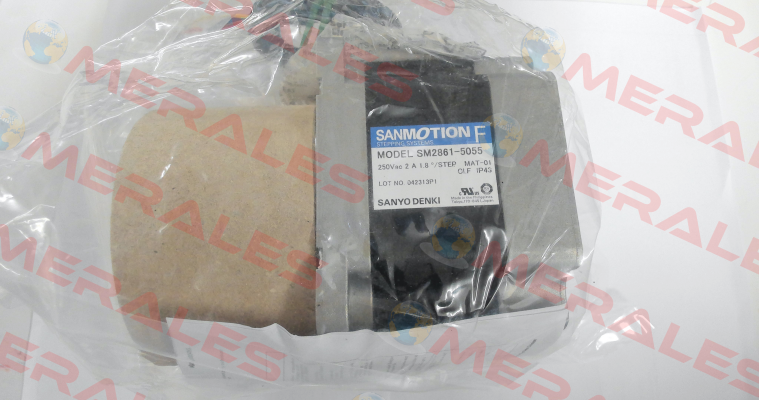 SANMOTION F
STEPPING SYSTEMS
MODEL SM2861-5055
250Vac 2 A 1.8 °/STEP MAT-01
Cl.F IP43
LOT NO. 042313P1
SANYO DENKI
MERALES
MERALES
MERALES
MERALES
MERALES
MERALES